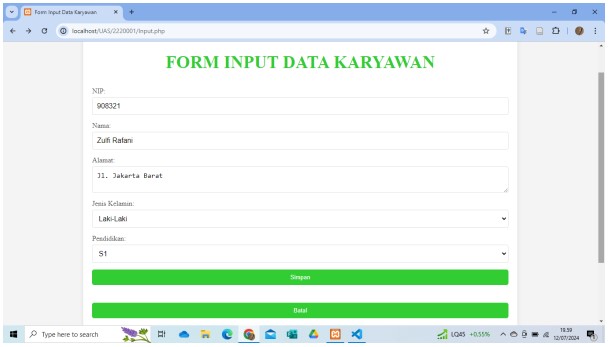 Form Input Data Karyawan
localhost/UAS/2220001/Input.php
FORM INPUT DATA KARYAWAN
NIP:
908321
Nama:
Zulfi Rafani
Alamat:
Jl. Jakarta Barat
Jenis Kelamin:
Laki-Laki
Pendidikan:
S1
Simpan
Batal
Type here to search
LQ45 +0.55%
19.59
12/07/2024